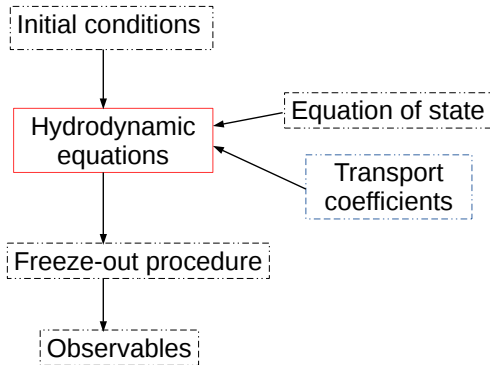 Initial conditions
Equation of state
Hydrodynamic
equations
Transport
coefficients
Freeze-out procedure
Observables